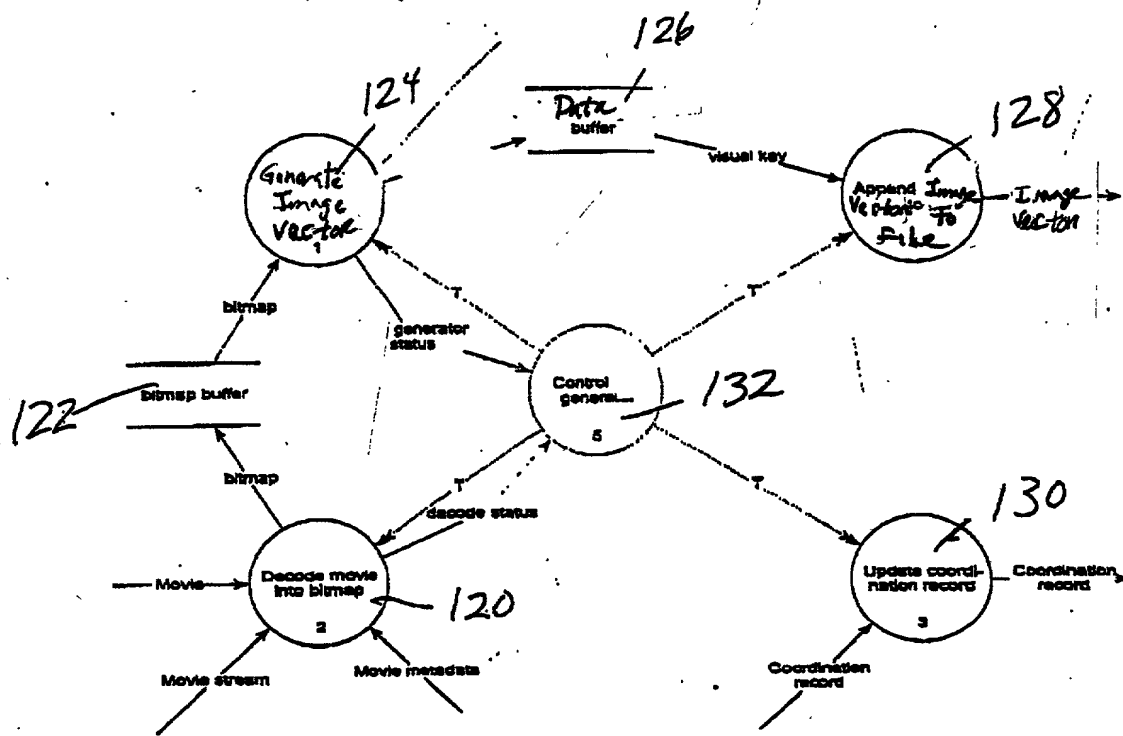 126
124
Data
buffer
128
visual key
Generate
Image
Vector
1
Append Image
Vector To
File
Image
Vector
T
T
bitmap
generator
status
Control
5
132
122
bitmap buffer
bitmap
T
decode status
T
130
Movie
Decode movie
into bitmap
2
120
Update coordi-
nation record
3
Coordination
record
Movie stream
Movie metadata
Coordination
record